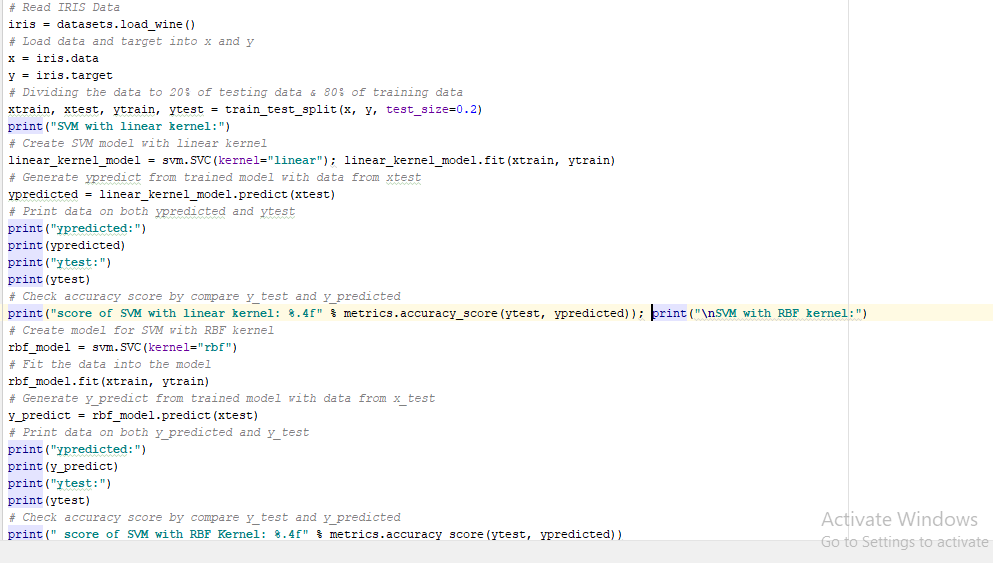 # Read IRIS Data
iris = datasets.load_wine()
# Load data and target into x and y
x = iris.data
y = iris.target
# Dividing the data to 20% of testing data & 80% of training data
xtrain, xtest, ytrain, ytest = train_test_split(x, y, test_size=0.2)
print("SVM with linear kernel:")
# Create SVM model with linear kernel
linear_kernel_model = svm.SVC(kernel="linear"); linear_kernel_model.fit(xtrain, ytrain)
# Generate ypredict from trained model with data from xtest
ypredicted = linear_kernel_model.predict(xtest)
# Print data on both ypredicted and ytest
print("ypredicted:")
print(ypredicted)
print("ytest:")
print(ytest)
# Check accuracy score by compare y_test and y_predicted
print("score of SVM with linear kernel: %.4f" % metrics.accuracy_score(ytest, ypredicted)); print("\nSVM with RBF kernel:")
# Create model for SVM with RBF kernel
rbf_model = svm.SVC(kernel="rbf")
# Fit the data into the model
rbf_model.fit(xtrain, ytrain)
# Generate y_predict from trained model with data from x_test
y_predict = rbf_model.predict(xtest)
# Print data on both y_predicted and y_test
print("ypredicted:")
print(y_predict)
print("ytest:")
print(ytest)
# Check accuracy score by compare y_test and y_predicted
print(" score of SVM with RBF Kernel: %.4f" % metrics.accuracy_score(ytest, ypredicted))
Activate Windows
Go to Settings to activate